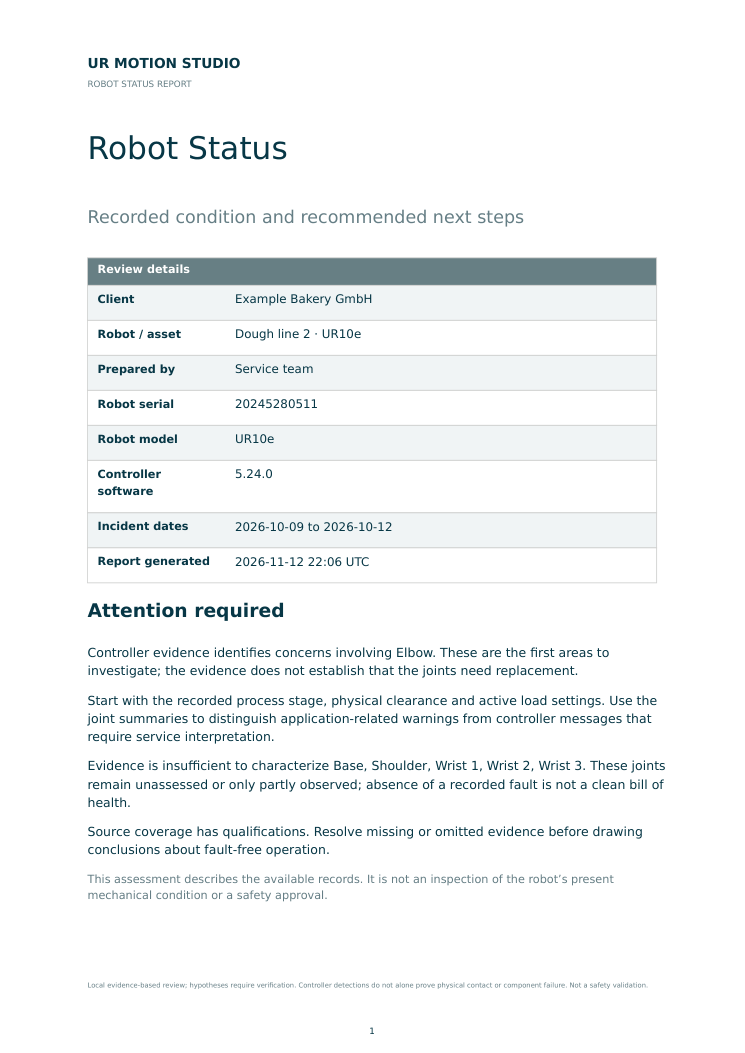 UR MOTION STUDIO
ROBOT STATUS REPORT
Robot Status
Recorded condition and recommended next steps
Review details
Client Example Bakery GmbH
Robot / asset Dough line 2 · UR10e
Prepared by Service team
Robot serial 20245280511
Robot model UR10e
Controller software 5.24.0
Incident dates 2026-10-09 to 2026-10-12
Report generated 2026-11-12 22:06 UTC
Attention required
Controller evidence identifies concerns involving Elbow. These are the first areas to
investigate; the evidence does not establish that the joints need replacement.
Start with the recorded process stage, physical clearance and active load settings. Use the
joint summaries to distinguish application-related warnings from controller messages that
require service interpretation.
Evidence is insufficient to characterize Base, Shoulder, Wrist 1, Wrist 2, Wrist 3. These joints
remain unassessed or only partly observed; absence of a recorded fault is not a clean bill of
health.
Source coverage has qualifications. Resolve missing or omitted evidence before drawing
conclusions about fault-free operation.
This assessment describes the available records. It is not an inspection of the robot’s present
mechanical condition or a safety approval.
Local evidence-based review; hypotheses require verification. Controller detections do not alone prove physical contact or component failure. Not a safety validation.
1